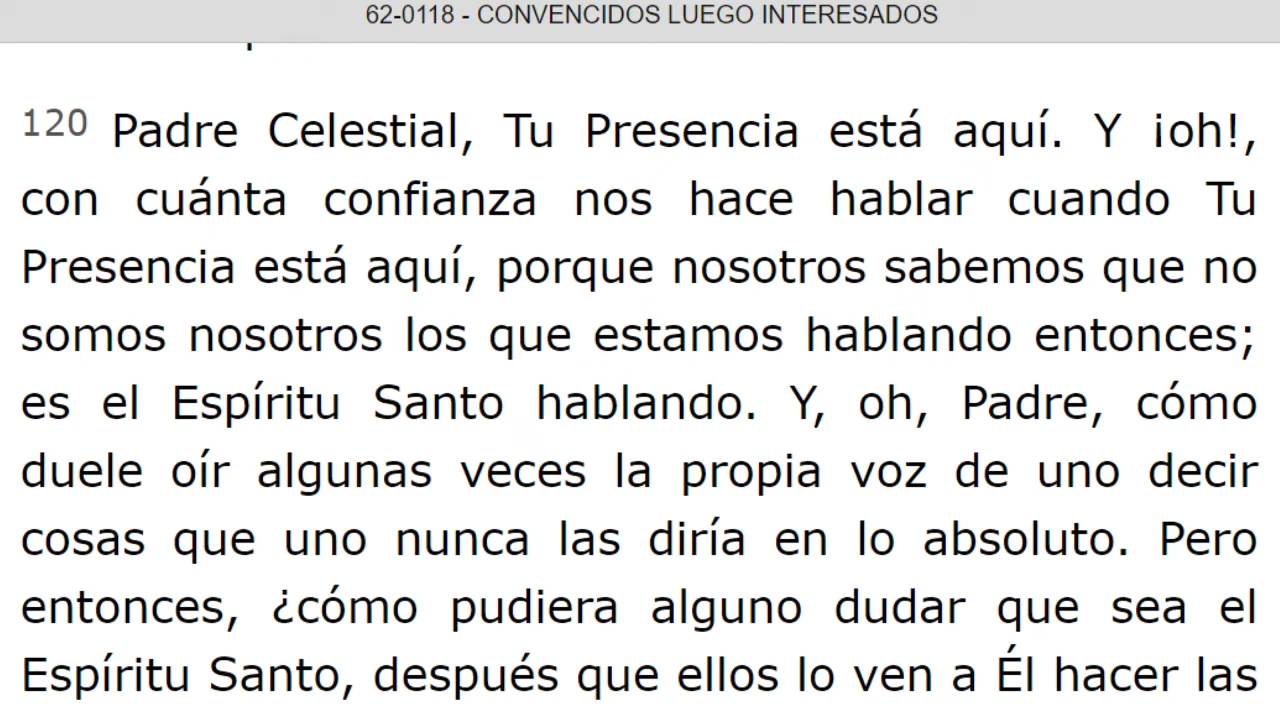 62-0118 - CONVENCIDOS LUEGO INTERESADOS
120 Padre Celestial, Tu Presencia está aquí. Y ¡oh!,
con cuánta confianza nos hace hablar cuando Tu
Presencia está aquí, porque nosotros sabemos que no
somos nosotros los que estamos hablando entonces;
es el Espíritu Santo hablando. Y, oh, Padre, cómo
duele oír algunas veces la propia voz de uno decir
cosas que uno nunca las diría en lo absoluto. Pero
entonces, ¿cómo pudiera alguno dudar que sea el
Espíritu Santo, después que ellos lo ven a Él hacer las